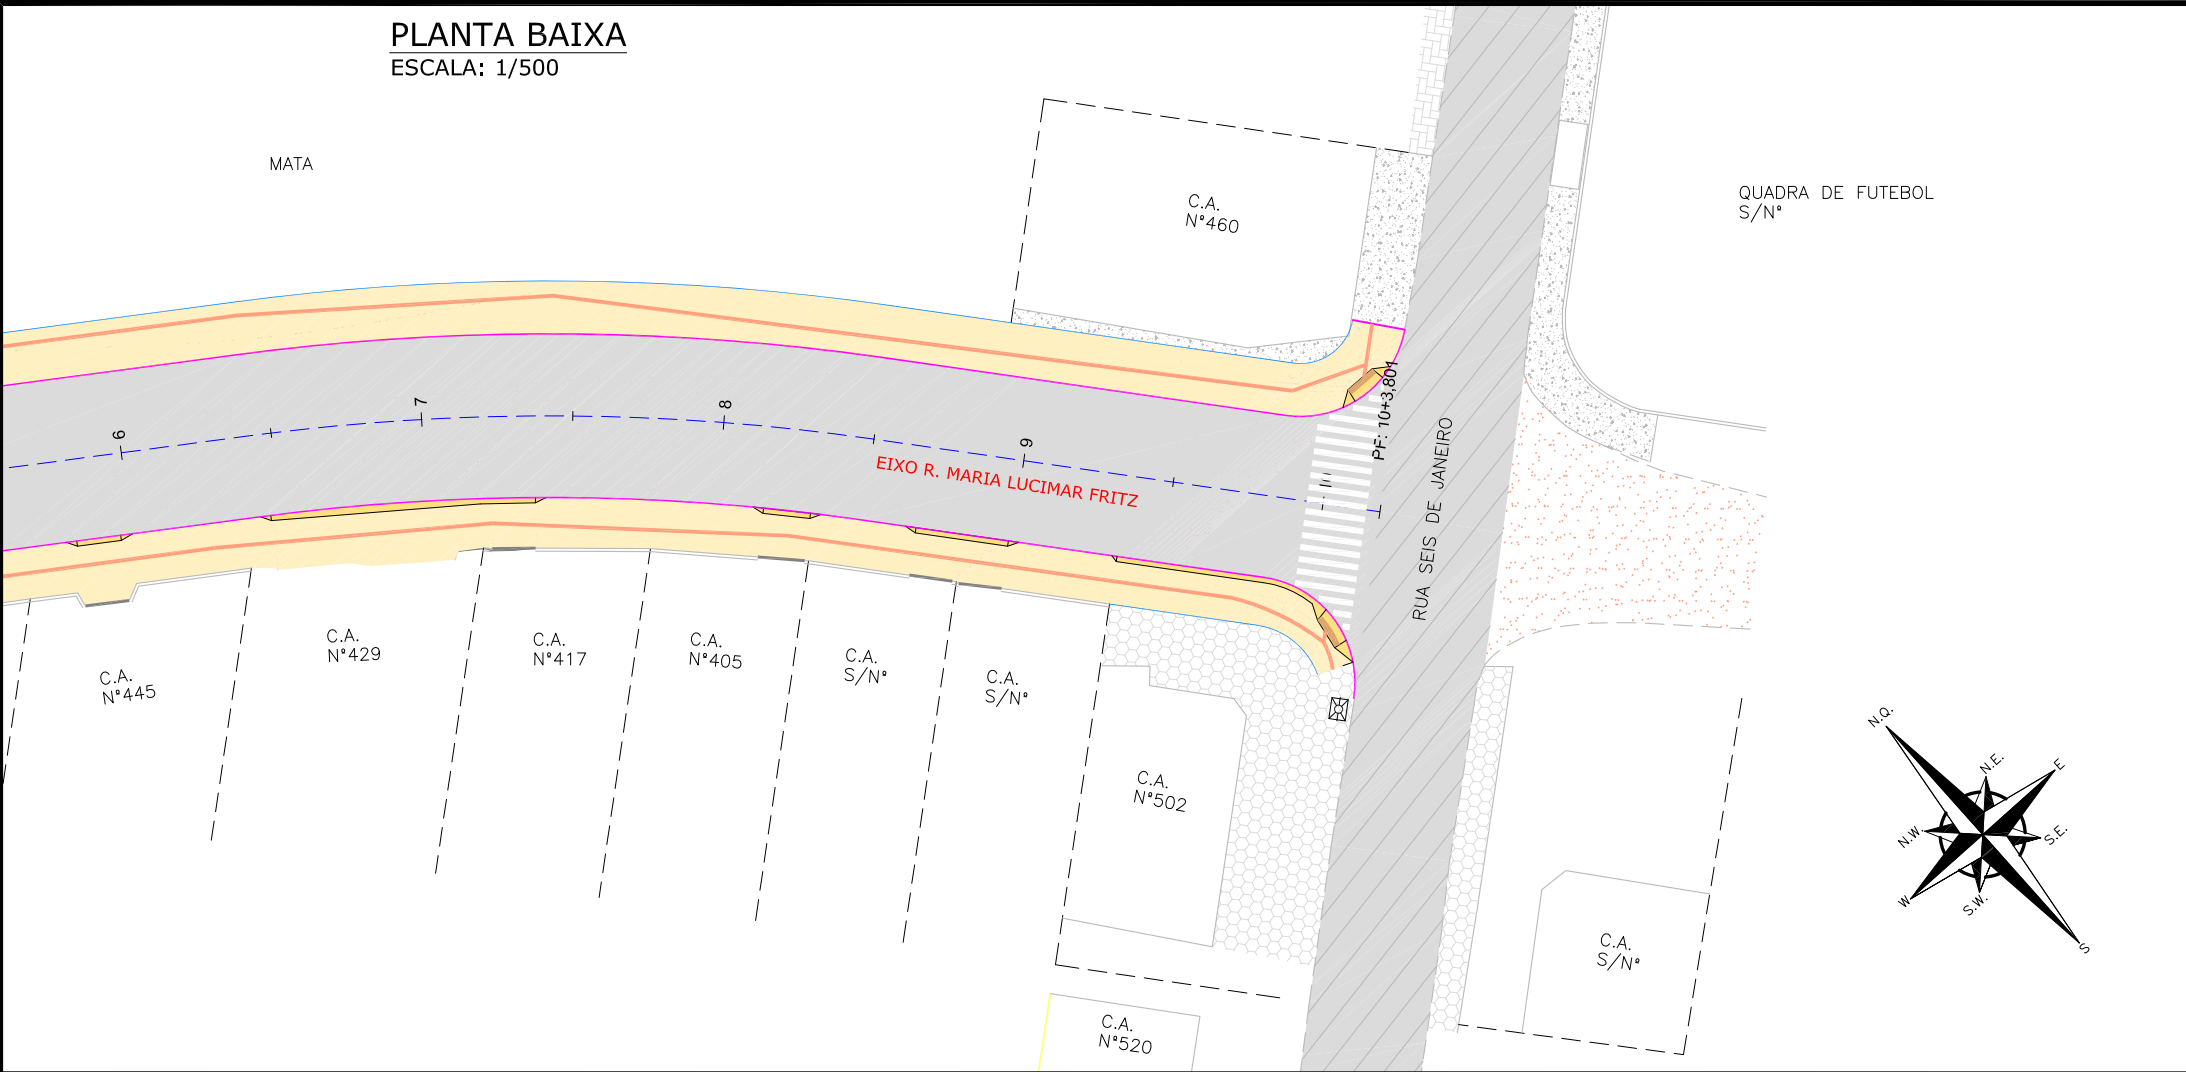 PLANTA BAIXA
ESCALA: 1/500
MATA
C.A.
N°460
QUADRA DE FUTEBOL
S/N°
6
7
8
9
EIXO R. MARIA LUCIMAR FRITZ
PF: 10+3,801
RUA SEIS DE JANEIRO
C.A.
N°445
C.A.
N°429
C.A.
N°417
C.A.
N°405
C.A.
S/N°
C.A.
S/N°
C.A.
N°502
C.A.
N°520
C.A.
S/N°
N.Q.
N.E.
E
N.W.
S.E.
W
S.W.
S